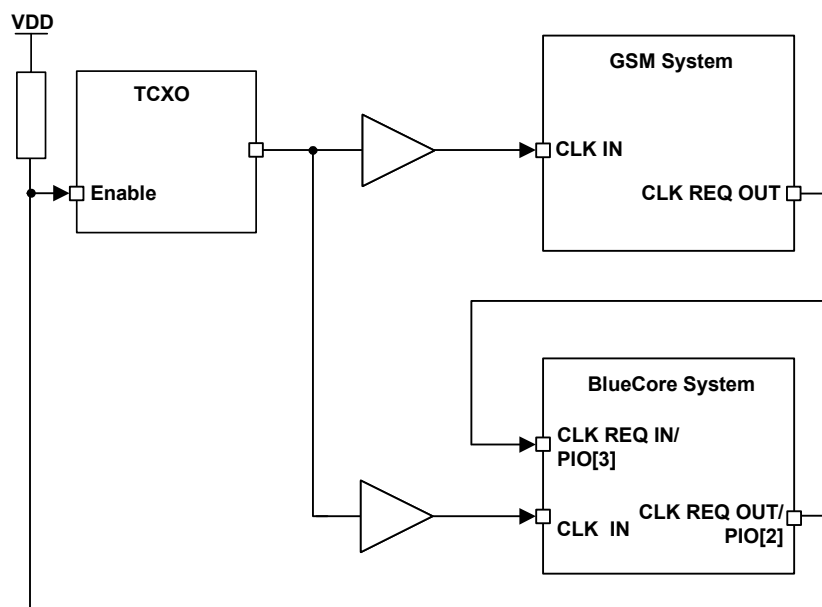 VDD
TCXO
Enable
GSM System
CLK IN
CLK REQ OUT
BlueCore System
CLK REQ IN/
PIO[3]
CLK REQ OUT/
PIO[2]
CLK IN